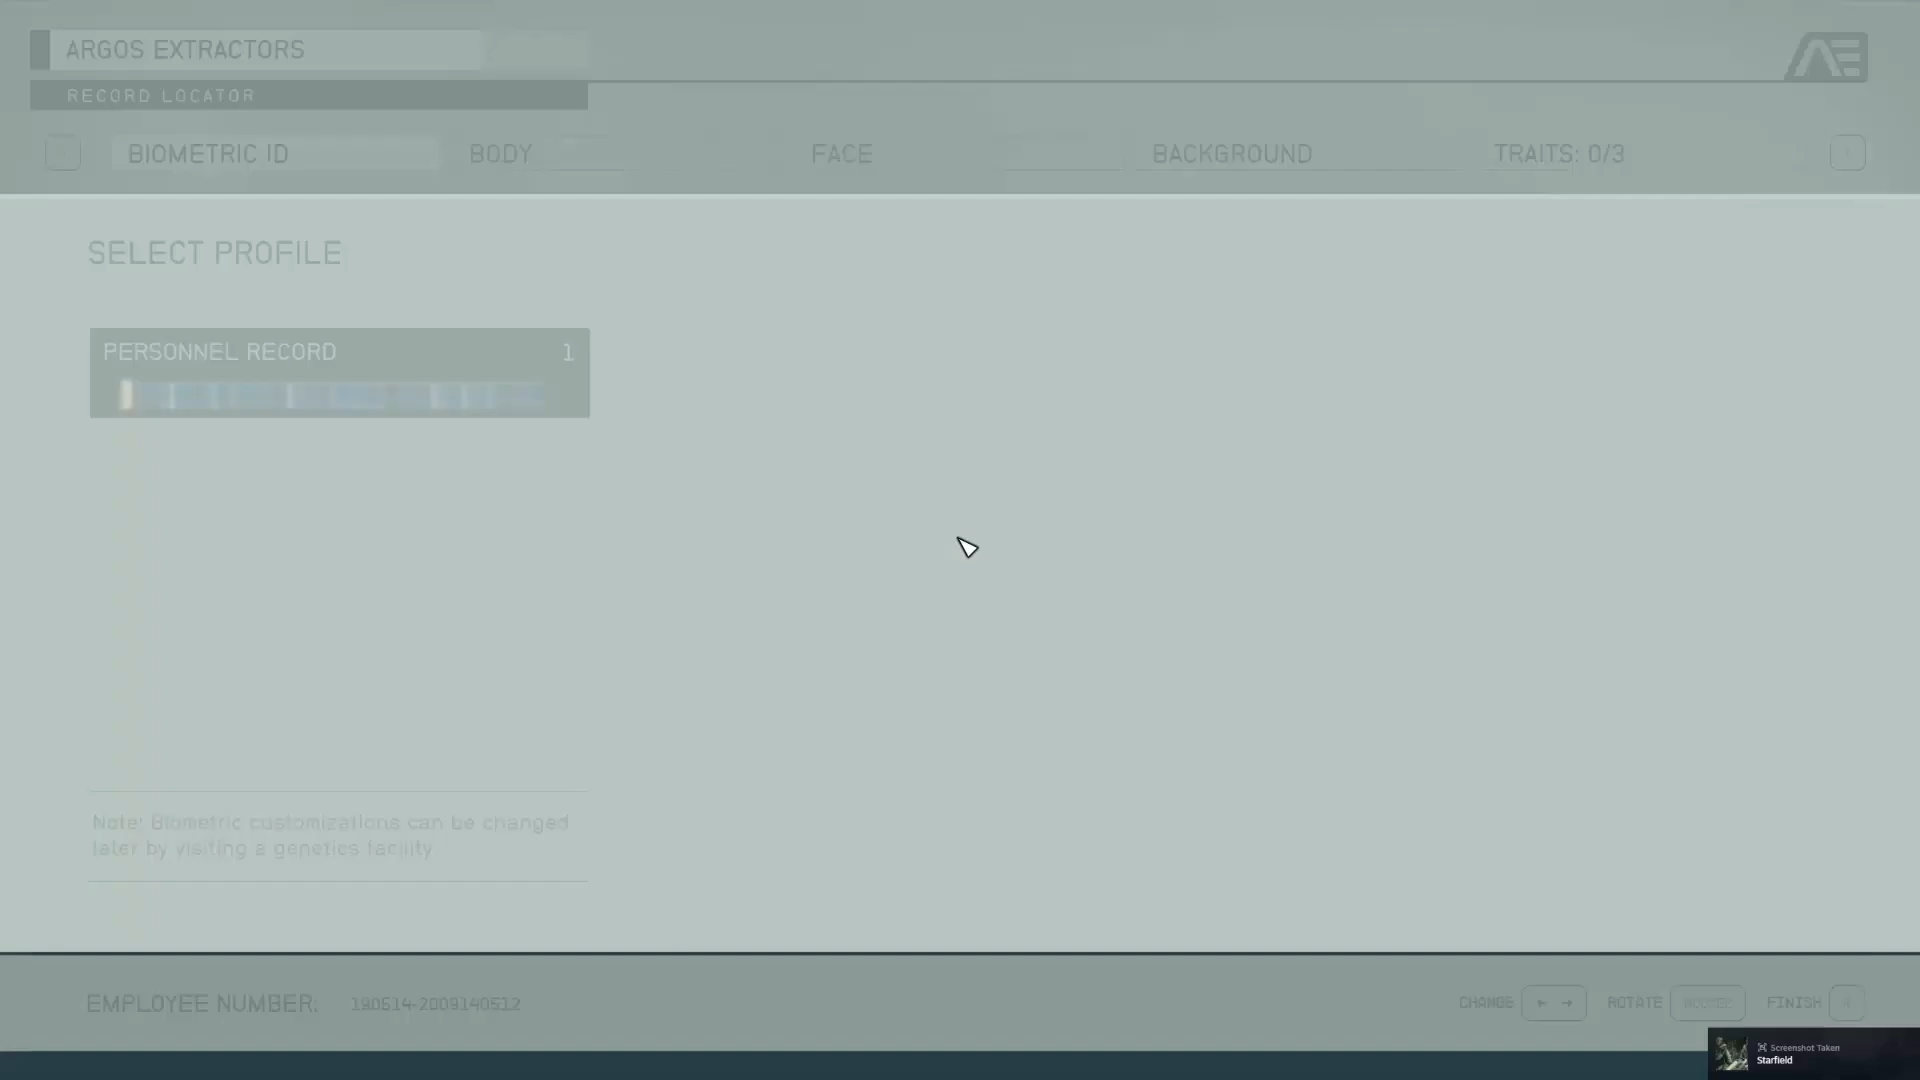 ARGOS EXTRACTORS
RECORD LOCATOR
BIOMETRIC ID
BODY
FACE
BACKGROUND
TRAITS: 0/3
SELECT PROFILE
PERSONNEL RECORD 1
Note: Biometric customizations can be changed
later by visiting a genetics facility
EMPLOYEE NUMBER: 190514-2009140512
CHANGE ← → ROTATE FINISH
Screenshot Taken
Starfield